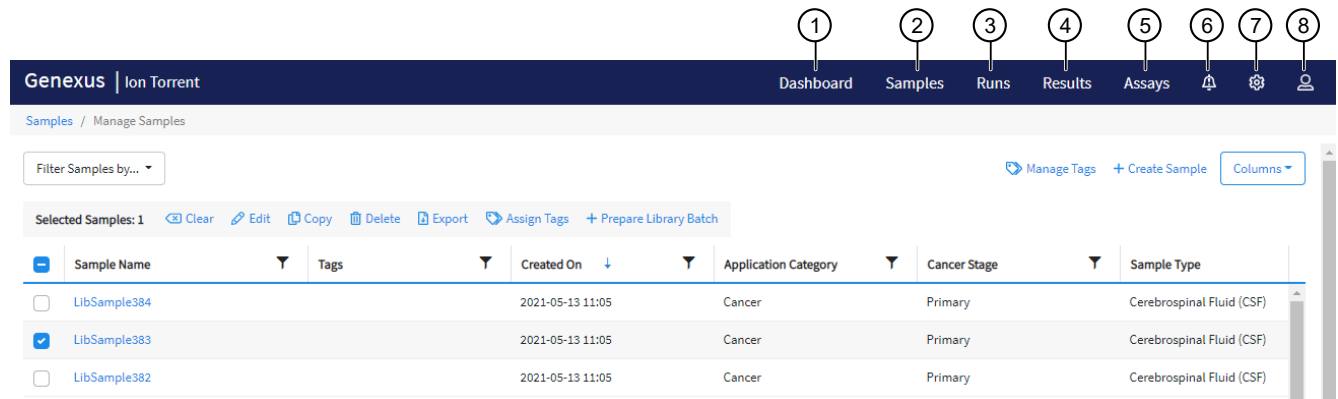 1 2 3 4 5 6 7 8
Genexus | Ion Torrent Dashboard Samples Runs Results Assays
Samples / Manage Samples
Filter Samples by... Manage Tags + Create Sample Columns
Selected Samples: 1 Clear Edit Copy Delete Export Assign Tags + Prepare Library Batch
Sample Name Tags Created On ↓ Application Category Cancer Stage Sample Type
LibSample384 2021-05-13 11:05 Cancer Primary Cerebrospinal Fluid (CSF)
LibSample383 2021-05-13 11:05 Cancer Primary Cerebrospinal Fluid (CSF)
LibSample382 2021-05-13 11:05 Cancer Primary Cerebrospinal Fluid (CSF)